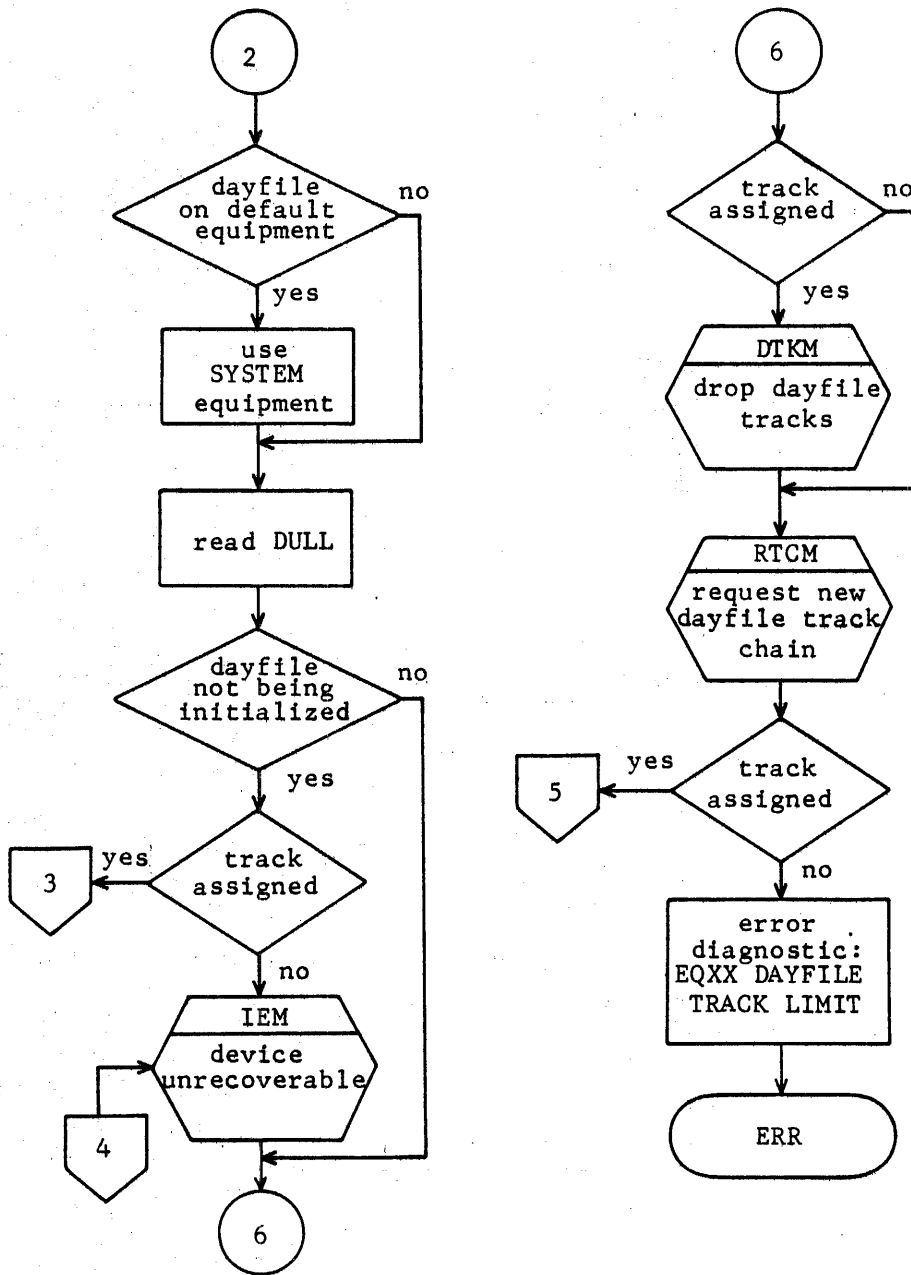 2
dayfile
on default
equipment
no
yes
use
SYSTEM
equipment
read DULL
dayfile
not being
initialized
no
yes
track
assigned
yes
3
no
IEM
device
unrecoverable
4
6
6
track
assigned
no
yes
DTKM
drop dayfile
tracks
RTCM
request new
dayfile track
chain
track
assigned
yes
5
no
error
diagnostic:
EQXX DAYFILE
TRACK LIMIT
ERR